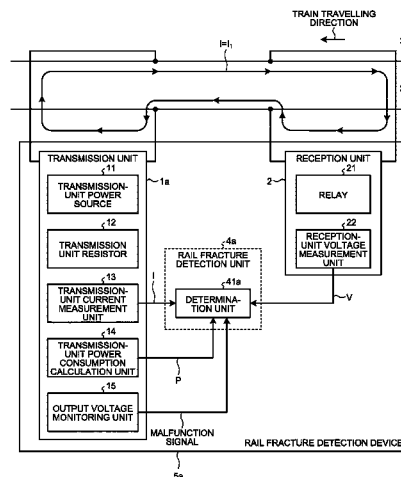 TRAIN TRAVELLING
DIRECTION
I=I1
TRANSMISSION UNIT
11
TRANSMISSION-
UNIT POWER
SOURCE
12
TRANSMISSION
UNIT RESISTOR
13
TRANSMISSION-
UNIT CURRENT
MEASUREMENT
UNIT
14
TRANSMISSION-
UNIT POWER
CONSUMPTION
CALCULATION UNIT
15
OUTPUT VOLTAGE
MONITORING UNIT
1a
4a
RAIL FRACTURE
DETECTION UNIT
41a
DETERMINA-
TION UNIT
I
P
MALFUNCTION
SIGNAL
RECEPTION UNIT
2
21
RELAY
22
RECEPTION-
UNIT VOLTAGE
MEASUREMENT
UNIT
V
RAIL FRACTURE DETECTION DEVICE
5a